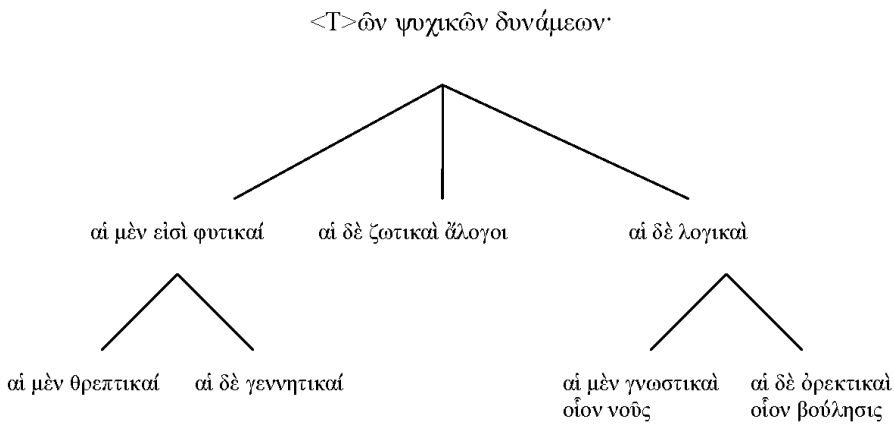 <Τ>ῶν ψυχικῶν δυνάμεων·
αἱ μὲν εἰσὶ φυτικαί
αἱ δὲ ζωτικαὶ ἄλογοι
αἱ δὲ λογικαὶ
αἱ μὲν θρεπτικαί
αἱ δὲ γεννητικαί
αἱ μὲν γνωστικαὶ
οἷον νοῦς
αἱ δὲ ὀρεκτικαὶ
οἷον βούλησις